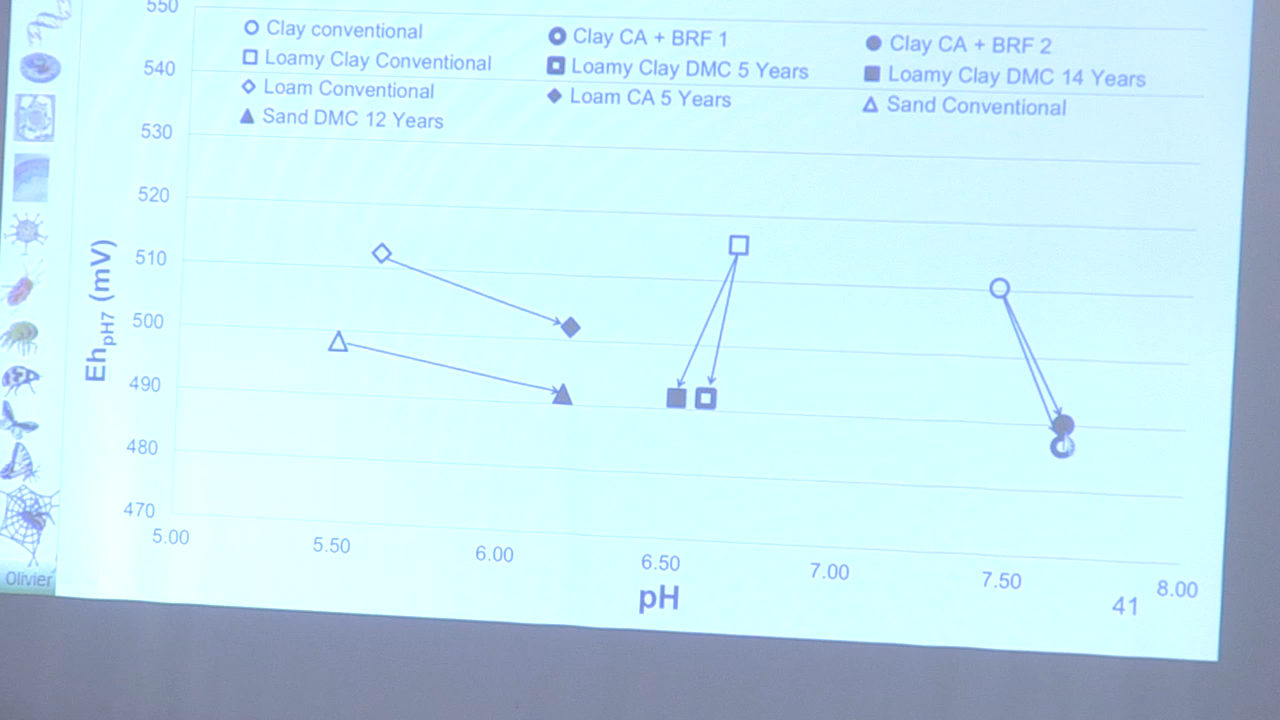 550
Clay conventional
Clay CA + BRF 1
Clay CA + BRF 2
540
Loamy Clay Conventional
Loamy Clay DMC 5 Years
Loamy Clay DMC 14 Years
Loam Conventional
Loam CA 5 Years
Sand Conventional
530
Sand DMC 12 Years
520
510
500
490
480
470
EhpH7 (mV)
5.00
5.50
6.00
6.50
7.00
7.50
8.00
pH
41
Olivier